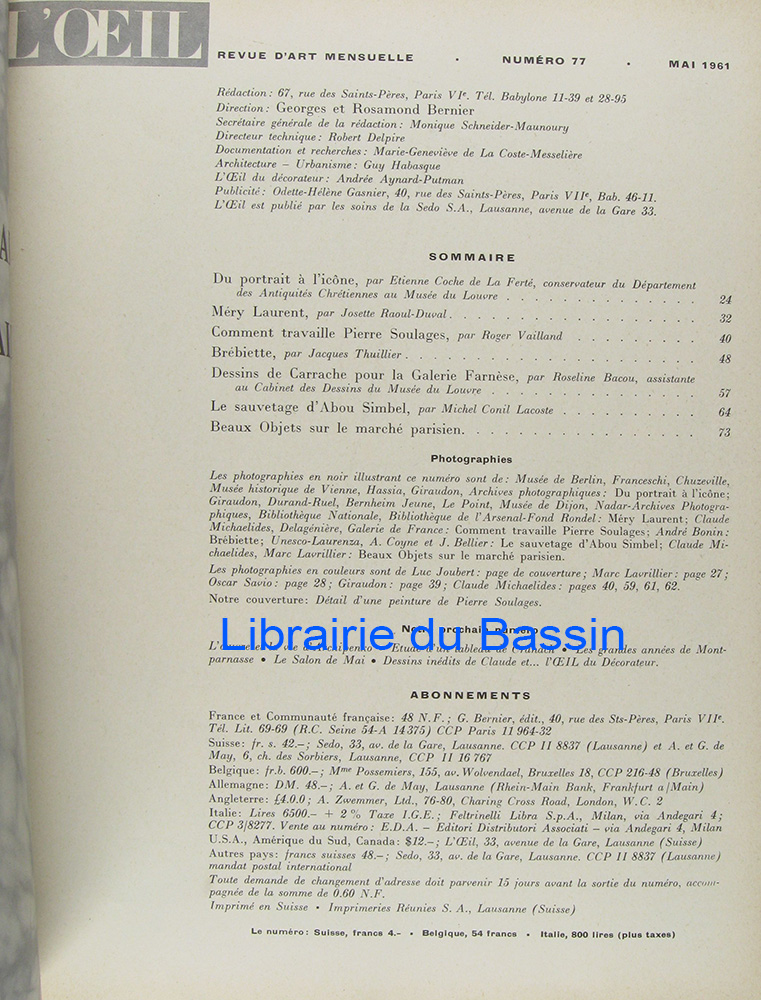 L'ŒIL
REVUE D'ART MENSUELLE • NUMÉRO 77 • MAI 1961
Rédaction: 67, rue des Saints-Pères, Paris VIe. Tél. Babylone 11-39 et 28-95
Direction: Georges et Rosamond Bernier
Secrétaire générale de la rédaction: Monique Schneider-Maunoury
Directeur technique: Robert Delpire
Documentation et recherches: Marie-Geneviève de La Coste-Messelière
Architecture – Urbanisme: Guy Habasque
L'Œil du décorateur: Andrée Aynard-Putman
Publicité: Odette-Hélène Gasnier, 40, rue des Saints-Pères, Paris VIIe, Bab. 46-11.
L'Œil est publié par les soins de la Sedo S.A., Lausanne, avenue de la Gare 33.
SOMMAIRE
Du portrait à l'icône, par Etienne Coche de La Ferté, conservateur du Département
des Antiquités Chrétiennes au Musée du Louvre . . . . . . . . . . . . . . . 24
Méry Laurent, par Josette Raoul-Duval . . . . . . . . . . . . . . . . . . . 32
Comment travaille Pierre Soulages, par Roger Vailland . . . . . . . . . . 40
Brébiette, par Jacques Thuillier . . . . . . . . . . . . . . . . . . . . . . 48
Dessins de Carrache pour la Galerie Farnèse, par Roseline Bacou, assistante
au Cabinet des Dessins du Musée du Louvre . . . . . . . . . . . . . . . . 57
Le sauvetage d'Abou Simbel, par Michel Conil Lacoste . . . . . . . . . . 64
Beaux Objets sur le marché parisien. . . . . . . . . . . . . . . . . . . 73
Photographies
Les photographies en noir illustrant ce numéro sont de: Musée de Berlin, Franceschi, Chuzeville,
Musée historique de Vienne, Hassia, Giraudon, Archives photographiques: Du portrait à l'icône;
Giraudon, Durand-Ruel, Bernheim Jeune, Le Point, Musée de Dijon, Nadar-Archives Photogra-
phiques, Bibliothèque Nationale, Bibliothèque de l'Arsenal-Fond Rondel: Méry Laurent; Claude
Michaelides, Delagénière, Galerie de France: Comment travaille Pierre Soulages; André Bonin:
Brébiette; Unesco-Laurenza, A. Coyne et J. Bellier: Le sauvetage d'Abou Simbel; Claude Mi-
chaelides, Marc Lavrillier: Beaux Objets sur le marché parisien.
Les photographies en couleurs sont de Luc Joubert: page de couverture; Marc Lavrillier: page 27;
Oscar Savio: page 28; Giraudon: page 39; Claude Michaelides: pages 40, 59, 61, 62.
Notre couverture: Détail d'une peinture de Pierre Soulages.
Notre prochain numéro
Librairie du Bassin
d'Archipenko • Etude d'un tableau de Cranach • Les grandes années de Mont-
parnasse • Le Salon de Mai • Dessins inédits de Claude et... l'ŒIL du Décorateur.
ABONNEMENTS
France et Communauté française: 48 N.F.; G. Bernier, édit., 40, rue des Sts-Pères, Paris VIIe.
Tél. Lit. 69-69 (R.C. Seine 54-A 14375) CCP Paris 11 964-32
Suisse: fr. s. 42.–; Sedo, 33, av. de la Gare, Lausanne. CCP II 8837 (Lausanne) et A. et G. de
May, 6, ch. des Sorbiers, Lausanne, CCP II 16 767
Belgique: fr.b. 600.–; Mme Possemiers, 155, av. Wolvendael, Bruxelles 18, CCP 216-48 (Bruxelles)
Allemagne: DM. 48.–; A. et G. de May, Lausanne (Rhein-Main Bank, Frankfurt a/Main)
Angleterre: £4.0.0; A. Zwemmer, Ltd., 76-80, Charing Cross Road, London, W. C. 2
Italie: Lires 6500.– + 2 % Taxe I.G.E.; Feltrinelli Libra S.p.A., Milan, via Andegari 4;
CCP 3/8277. Vente au numéro: E.D.A. – Editori Distributori Associati – via Andegari 4, Milan
U.S.A., Amérique du Sud, Canada: $12.–; L'Œil, 33, avenue de la Gare, Lausanne (Suisse)
Autres pays: francs suisses 48.–; Sedo, 33, av. de la Gare, Lausanne. CCP II 8837 (Lausanne)
mandat postal international
Toute demande de changement d'adresse doit parvenir 15 jours avant la sortie du numéro, accom-
pagnée de la somme de 0.60 N.F.
Imprimé en Suisse • Imprimeries Réunies S. A., Lausanne (Suisse)
Le numéro: Suisse, francs 4.- • Belgique, 54 francs • Italie, 800 lires (plus taxes)